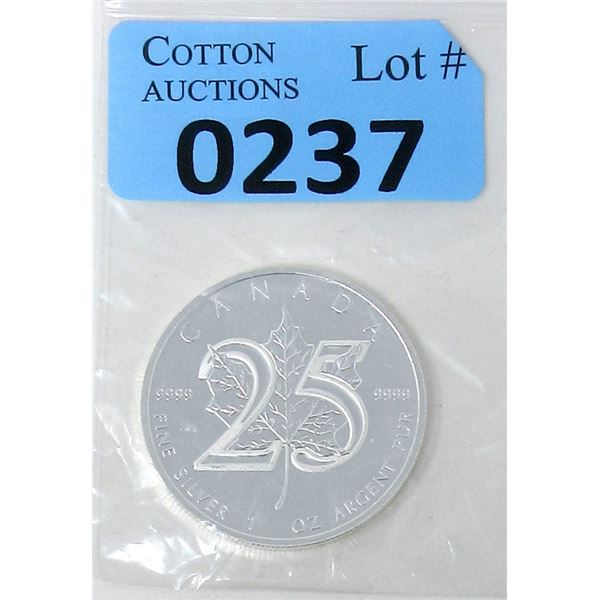 COTTON
AUCTIONS
Lot #
0237
CANADA
25
9999
9999
FINE SILVER 1 OZ ARGENT PUR